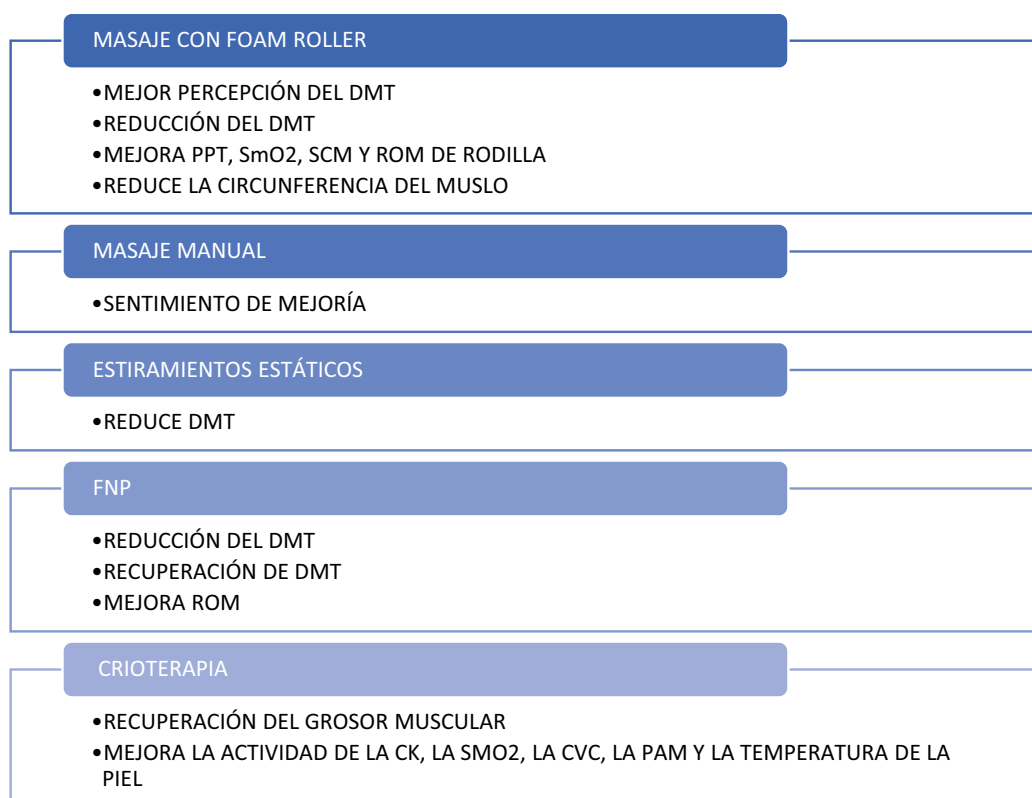 MASAJE CON FOAM ROLLER
•MEJOR PERCEPCIÓN DEL DMT
•REDUCCIÓN DEL DMT
•MEJORA PPT, SmO2, SCM Y ROM DE RODILLA
•REDUCE LA CIRCUNFERENCIA DEL MUSLO
MASAJE MANUAL
•SENTIMIENTO DE MEJORÍA
ESTIRAMIENTOS ESTÁTICOS
•REDUCE DMT
FNP
•REDUCCIÓN DEL DMT
•RECUPERACIÓN DE DMT
•MEJORA ROM
CRIOTERAPIA
•RECUPERACIÓN DEL GROSOR MUSCULAR
•MEJORA LA ACTIVIDAD DE LA CK, LA SMO2, LA CVC, LA PAM Y LA TEMPERATURA DE LA
PIEL